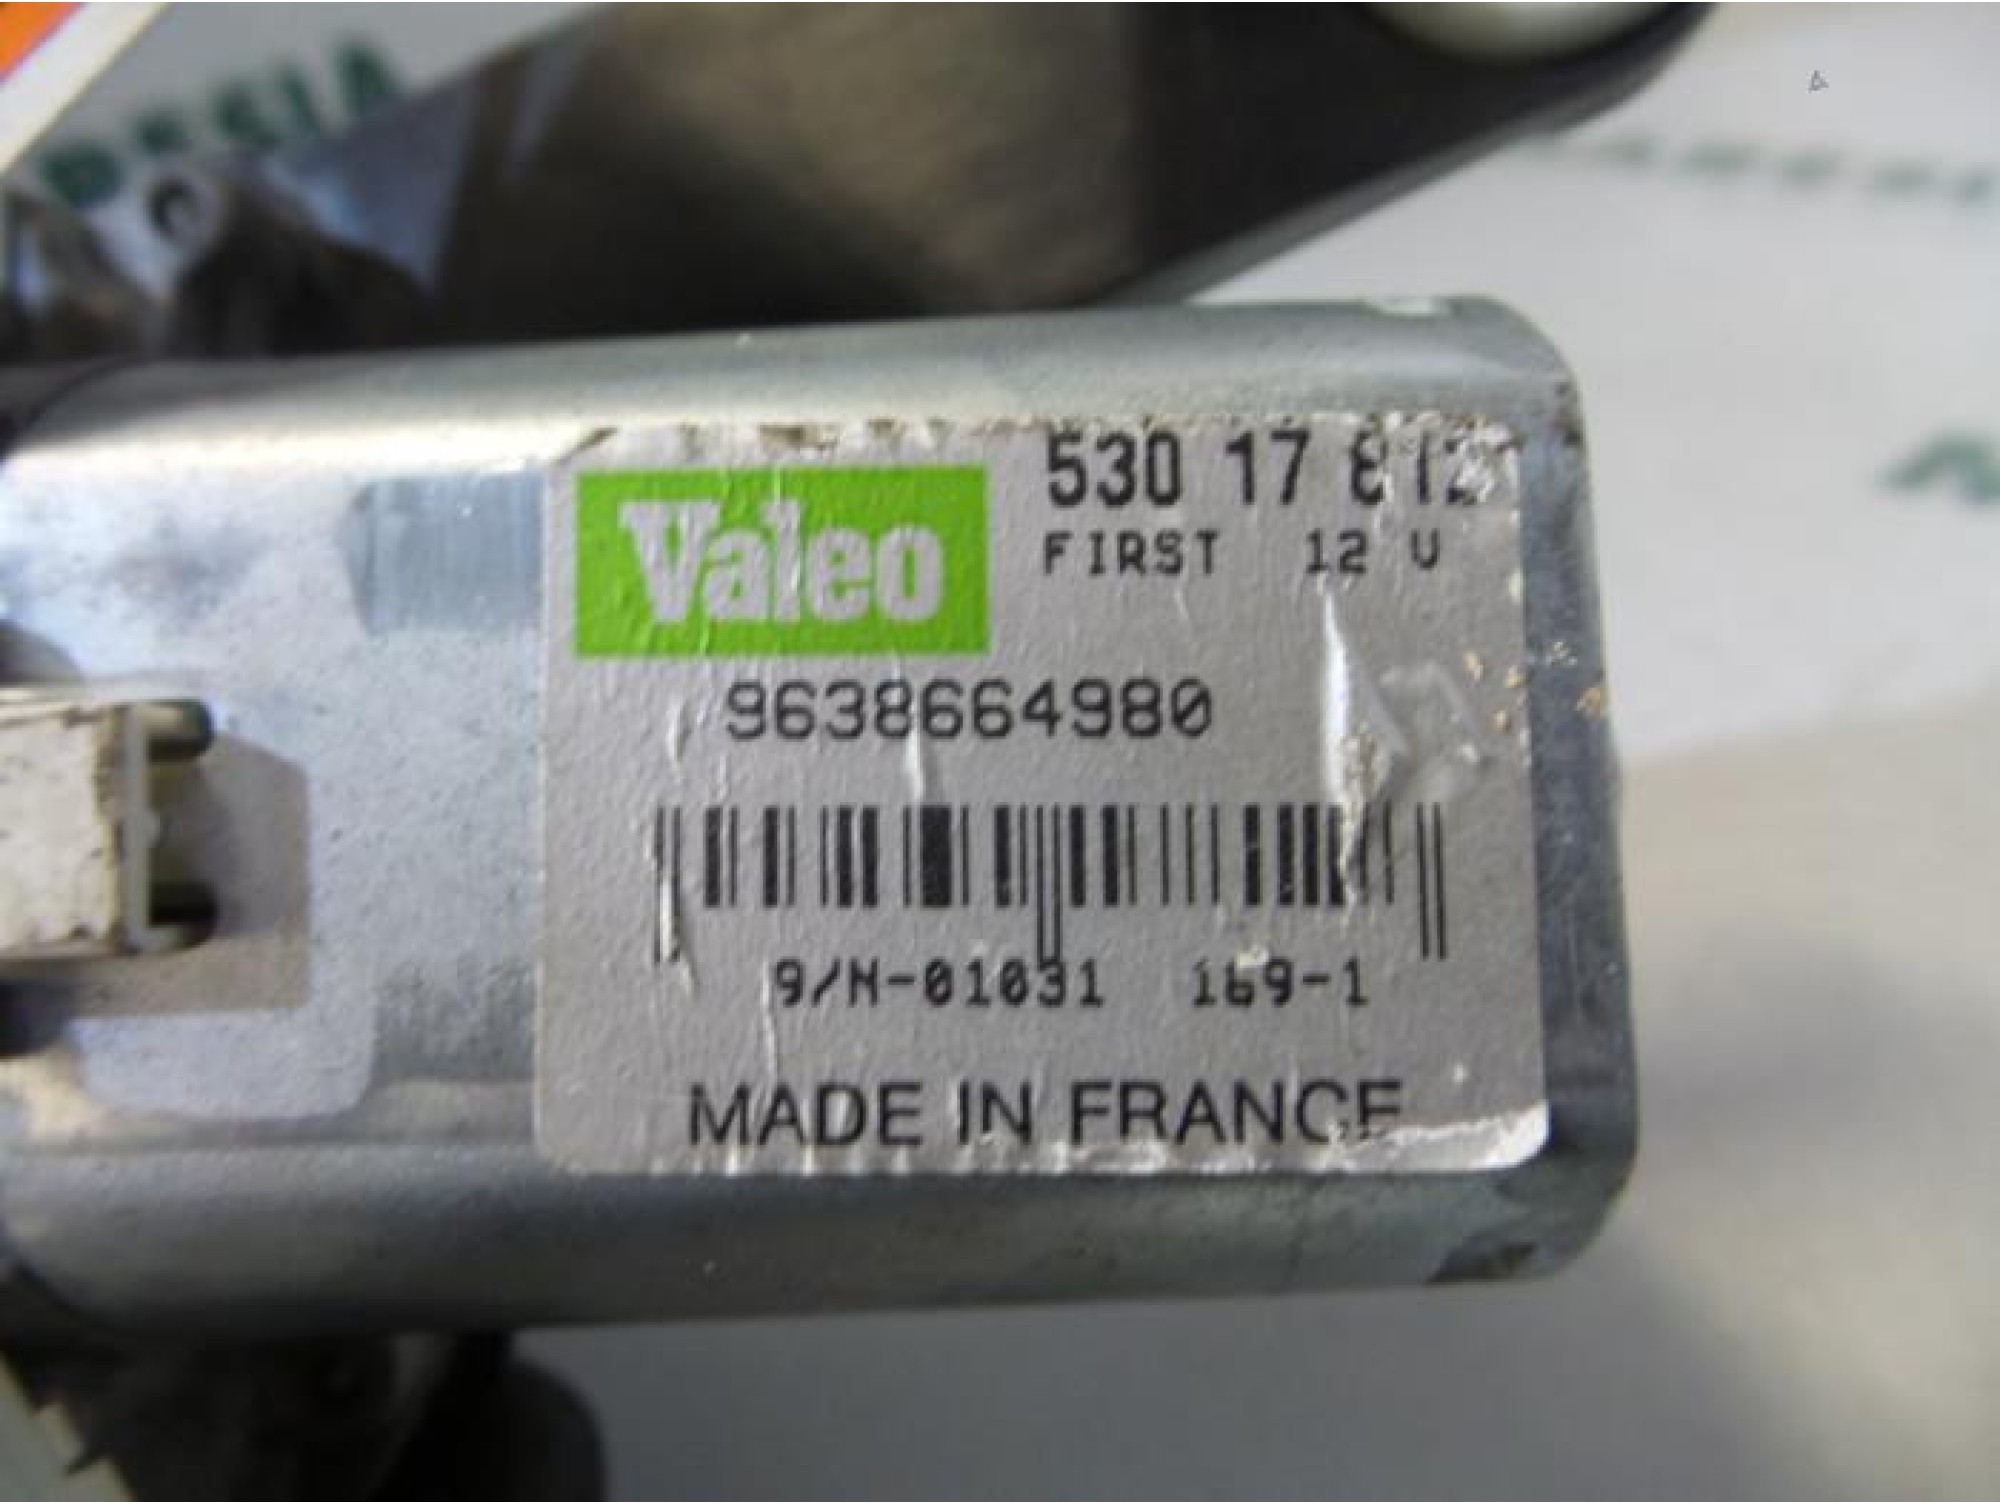 530 17 812
Valeo
FIRST 12 V
9638664980
9/M-01031 169-1
MADE IN FRANCE